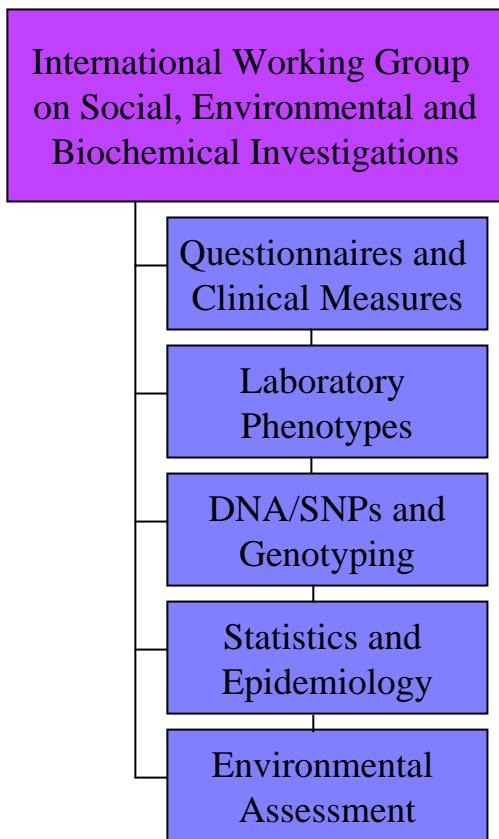 International Working Group
on Social, Environmental and
Biochemical Investigations
Questionnaires and
Clinical Measures
Laboratory
Phenotypes
DNA/SNPs and
Genotyping
Statistics and
Epidemiology
Environmental
Assessment